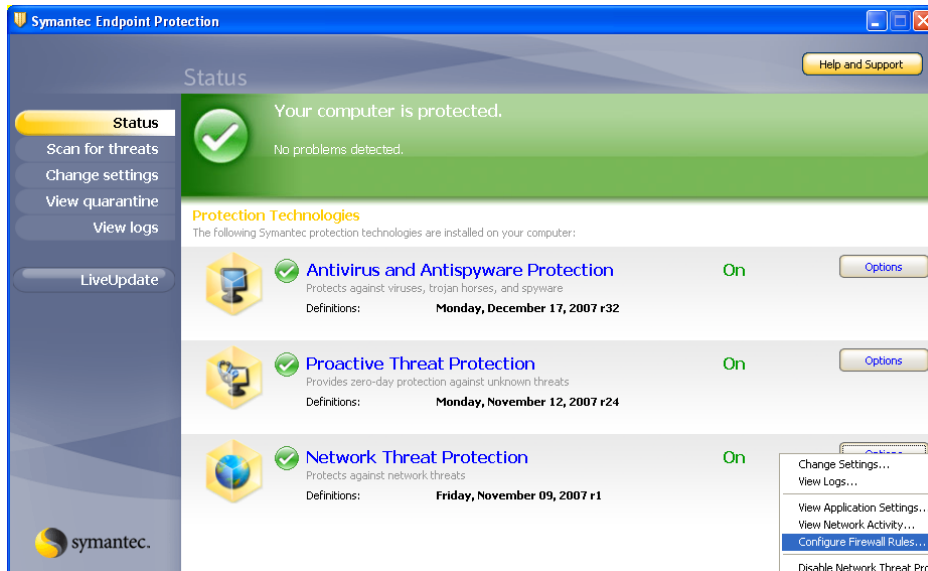 Symantec Endpoint Protection
Status
Help and Support
Your computer is protected.
No problems detected.
Status
Scan for threats
Change settings
View quarantine
View logs
LiveUpdate
Protection Technologies
The following Symantec protection technologies are installed on your computer:
Antivirus and Antispyware Protection On Options
Protects against viruses, trojan horses, and spyware
Definitions: Monday, December 17, 2007 r32
Proactive Threat Protection On Options
Provides zero-day protection against unknown threats
Definitions: Monday, November 12, 2007 r24
Network Threat Protection On Options
Protects against network threats
Definitions: Friday, November 09, 2007 r1
Change Settings...
View Logs...
View Application Settings..
View Network Activity...
Configure Firewall Rules...
Disable Network Threat Pro
symantec.